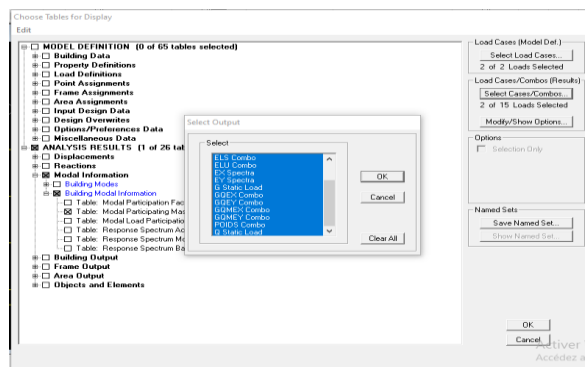 Choose Tables for Display
Edit
MODEL DEFINITION (0 of 65 tables selected)
Building Data
Property Definitions
Load Definitions
Point Assignments
Frame Assignments
Area Assignments
Input Design Data
Design Overwrites
Options/Preferences Data
Miscellaneous Data
ANALYSIS RESULTS (1 of 26 tab
Displacements
Reactions
Modal Information
Building Modes
Building Modal Information
Table: Modal Participation Fac
Table: Modal Participating Mas
Table: Modal Load Participatio
Table: Response Spectrum Ac
Table: Response Spectrum Mo
Table: Response Spectrum Ba
Building Output
Frame Output
Area Output
Objects and Elements
Select Output
Select
ELS Combo
ELU Combo
EX Spectra
EY Spectra
G Static Load
GQEX Combo
GQEY Combo
GQMEX Combo
GQMEY Combo
POIDS Combo
Q Static Load
OK
Cancel
Clear All
Load Cases (Model Def.)
Select Load Cases...
2 of 2 Loads Selected
Load Cases/Combos (Results)
Select Cases/Combos...
2 of 15 Loads Selected
Modify/Show Options...
Options
Selection Only
Named Sets
Save Named Set...
Show Named Set...
OK
Cancel
Activer
Accédez a